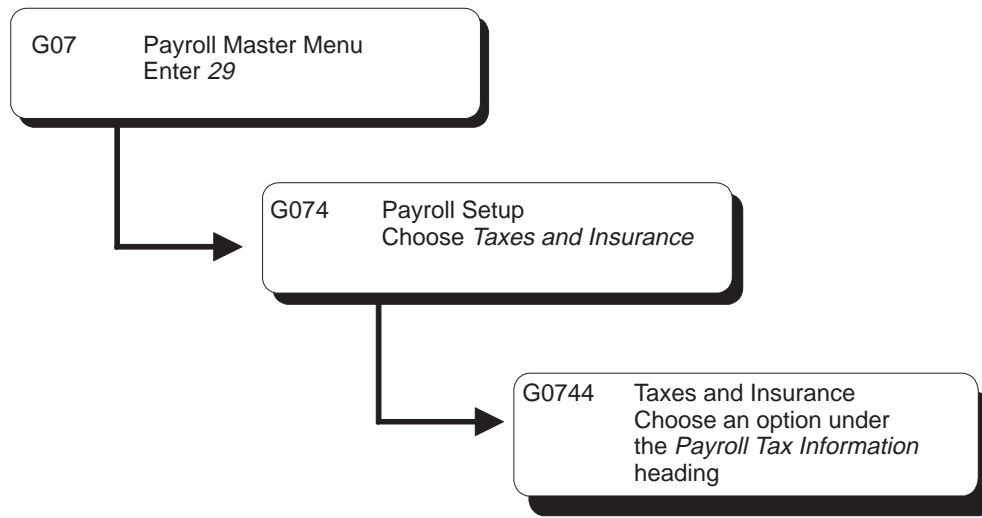 G07 Payroll Master Menu
Enter 29
G074 Payroll Setup
Choose Taxes and Insurance
G0744 Taxes and Insurance
Choose an option under
the Payroll Tax Information
heading